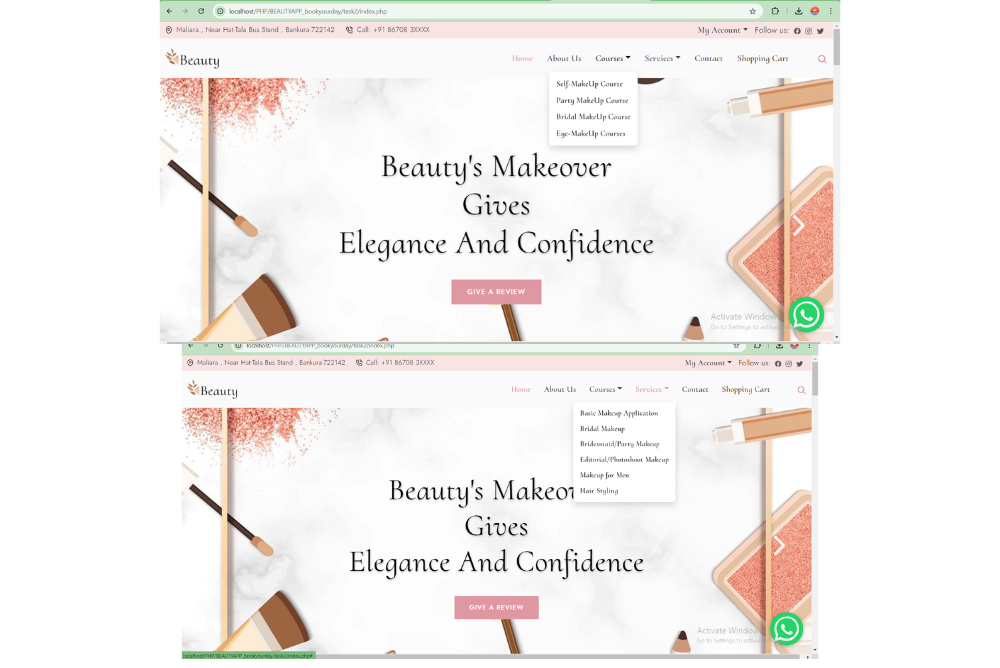 localhost/PHP/BEAUTYAPP_bookyourday/task2/index.php
Maliara , Near Hat-Tala Bus Stand , Bankura-722142 Call: +91 86708 3XXXX My Account Follow us:
Beauty Home About Us Courses Services Contact Shopping Cart
Self-MakeUp Course
Party MakeUp Course
Bridal MakeUp Course
Eye-MakeUp Courses
Beauty's Makeover
Gives
Elegance And Confidence
GIVE A REVIEW
Activate Window
Go to Settings to activa
localhost/PHP/BEAUTYAPP_bookyourday/task2/index.php
Maliara , Near Hat-Tala Bus Stand , Bankura-722142 Call: +91 86708 3XXXX My Account Follow us:
Beauty Home About Us Courses Services Contact Shopping Cart
Basic Makeup Application
Bridal Makeup
Bridesmaid/Party Makeup
Editorial/Photoshoot Makeup
Makeup for Men
Hair Styling
Beauty's Makeov
Gives
Elegance And Confidence
GIVE A REVIEW
Activate Window
Go to Settings to activa
localhost/PHP/BEAUTYAPP_bookyourday/task2/index.php#